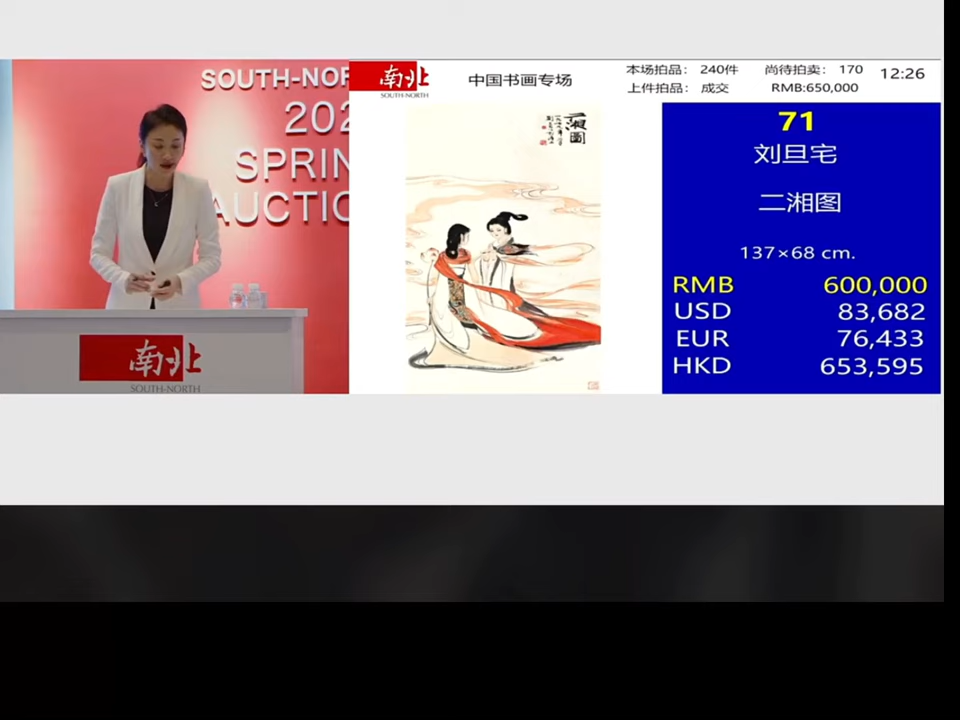 SOUTH-NOR
202
SPRIN
AUCTIO
南北
SOUTH-NORTH
南北
SOUTH-NORTH
中国书画专场
本场拍品： 240件 尚待拍卖： 170
上件拍品： 成交 RMB:650,000
12:26
二湘圖
71
刘旦宅
二湘图
137×68 cm.
RMB 600,000
USD 83,682
EUR 76,433
HKD 653,595